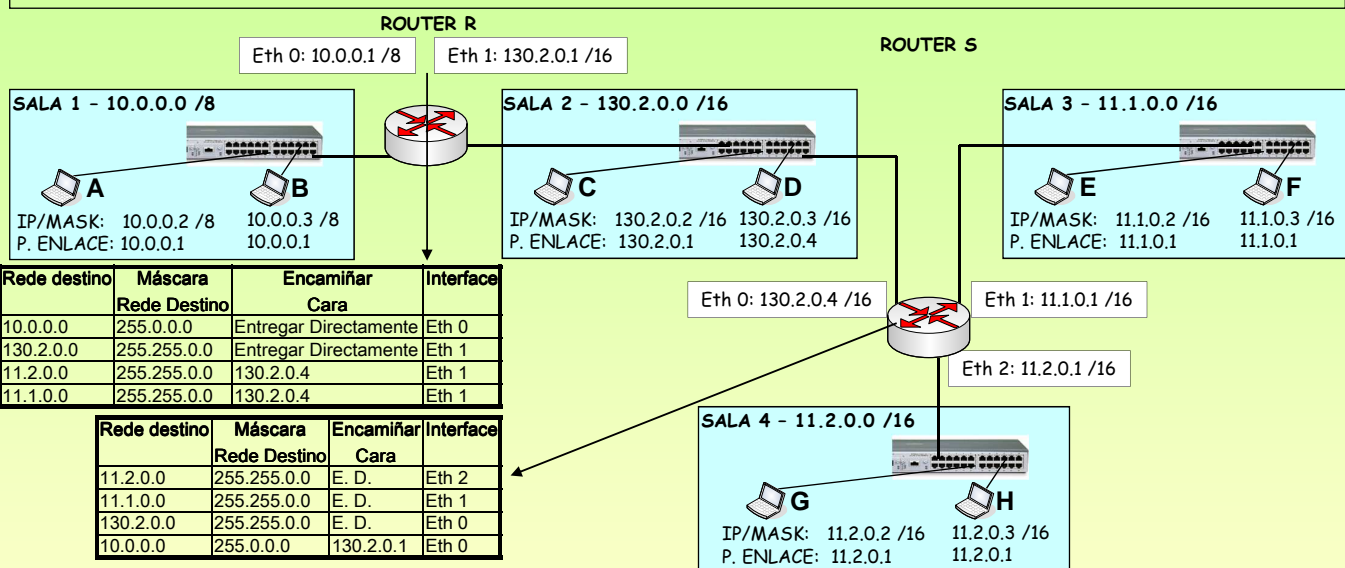 ROUTER R
ROUTER S
Eth 0: 10.0.0.1 /8
Eth 1: 130.2.0.1 /16
SALA 1 - 10.0.0.0 /8
A
B
IP/MASK: 10.0.0.2 /8 10.0.0.3 /8
P. ENLACE: 10.0.0.1 10.0.0.1
SALA 2 - 130.2.0.0 /16
C
D
IP/MASK: 130.2.0.2 /16 130.2.0.3 /16
P. ENLACE: 130.2.0.1 130.2.0.4
SALA 3 - 11.1.0.0 /16
E
F
IP/MASK: 11.1.0.2 /16 11.1.0.3 /16
P. ENLACE: 11.1.0.1 11.1.0.1
Rede destino Máscara Encamiñar Interface
Rede Destino Cara
10.0.0.0 255.0.0.0 Entregar Directamente Eth 0
130.2.0.0 255.255.0.0 Entregar Directamente Eth 1
11.2.0.0 255.255.0.0 130.2.0.4 Eth 1
11.1.0.0 255.255.0.0 130.2.0.4 Eth 1
Eth 0: 130.2.0.4 /16
Eth 1: 11.1.0.1 /16
Eth 2: 11.2.0.1 /16
Rede destino Máscara Encamiñar Interface
Rede Destino Cara
11.2.0.0 255.255.0.0 E. D. Eth 2
11.1.0.0 255.255.0.0 E. D. Eth 1
130.2.0.0 255.255.0.0 E. D. Eth 0
10.0.0.0 255.0.0.0 130.2.0.1 Eth 0
SALA 4 - 11.2.0.0 /16
G
H
IP/MASK: 11.2.0.2 /16 11.2.0.3 /16
P. ENLACE: 11.2.0.1 11.2.0.1